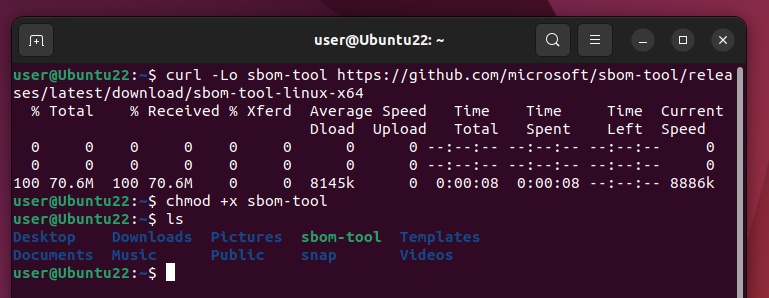 user@Ubuntu22: ~
user@Ubuntu22:~$ curl -Lo sbom-tool https://github.com/microsoft/sbom-tool/relea
ses/latest/download/sbom-tool-linux-x64
  % Total    % Received % Xferd  Average Speed   Time    Time     Time  Current
                                 Dload  Upload   Total   Spent    Left  Speed
  0     0    0     0    0     0      0      0 --:--:-- --:--:-- --:--:--     0
  0     0    0     0    0     0      0      0 --:--:-- --:--:-- --:--:--     0
100 70.6M  100 70.6M    0     0  8145k      0  0:00:08  0:00:08 --:--:-- 8886k
user@Ubuntu22:~$ chmod +x sbom-tool
user@Ubuntu22:~$ ls
Desktop    Downloads  Pictures  sbom-tool  Templates
Documents  Music      Public    snap       Videos
user@Ubuntu22:~$